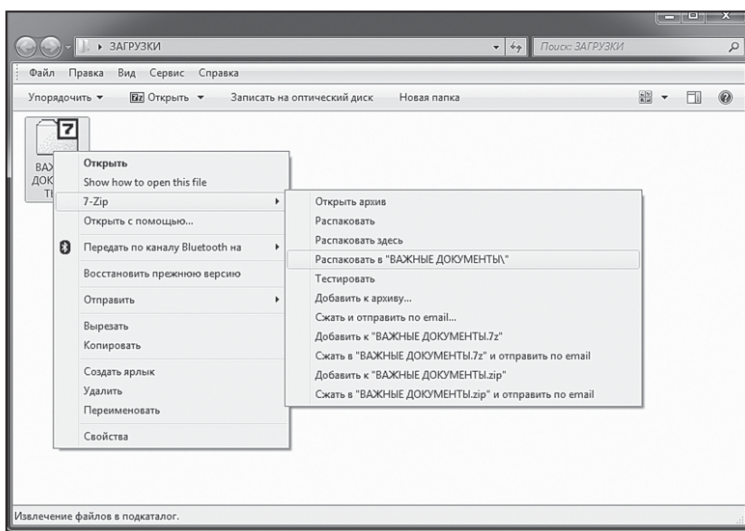 ЗАГРУЗКИ
Поиск: ЗАГРУЗКИ
Файл Правка Вид Сервис Справка
Упорядочить Открыть Записать на оптический диск Новая папка
7
Открыть
Show how to open this file
7-Zip
Открыть с помощью...
Передать по каналу Bluetooth на
Восстановить прежнюю версию
Отправить
Вырезать
Копировать
Создать ярлык
Удалить
Переименовать
Свойства
Открыть архив
Распаковать
Распаковать здесь
Распаковать в "ВАЖНЫЕ ДОКУМЕНТЫ\"
Тестировать
Добавить к архиву...
Сжать и отправить по email...
Добавить к "ВАЖНЫЕ ДОКУМЕНТЫ.7z"
Сжать в "ВАЖНЫЕ ДОКУМЕНТЫ.7z" и отправить по email
Добавить к "ВАЖНЫЕ ДОКУМЕНТЫ.zip"
Сжать в "ВАЖНЫЕ ДОКУМЕНТЫ.zip" и отправить по email
Извлечение файлов в подкаталог.